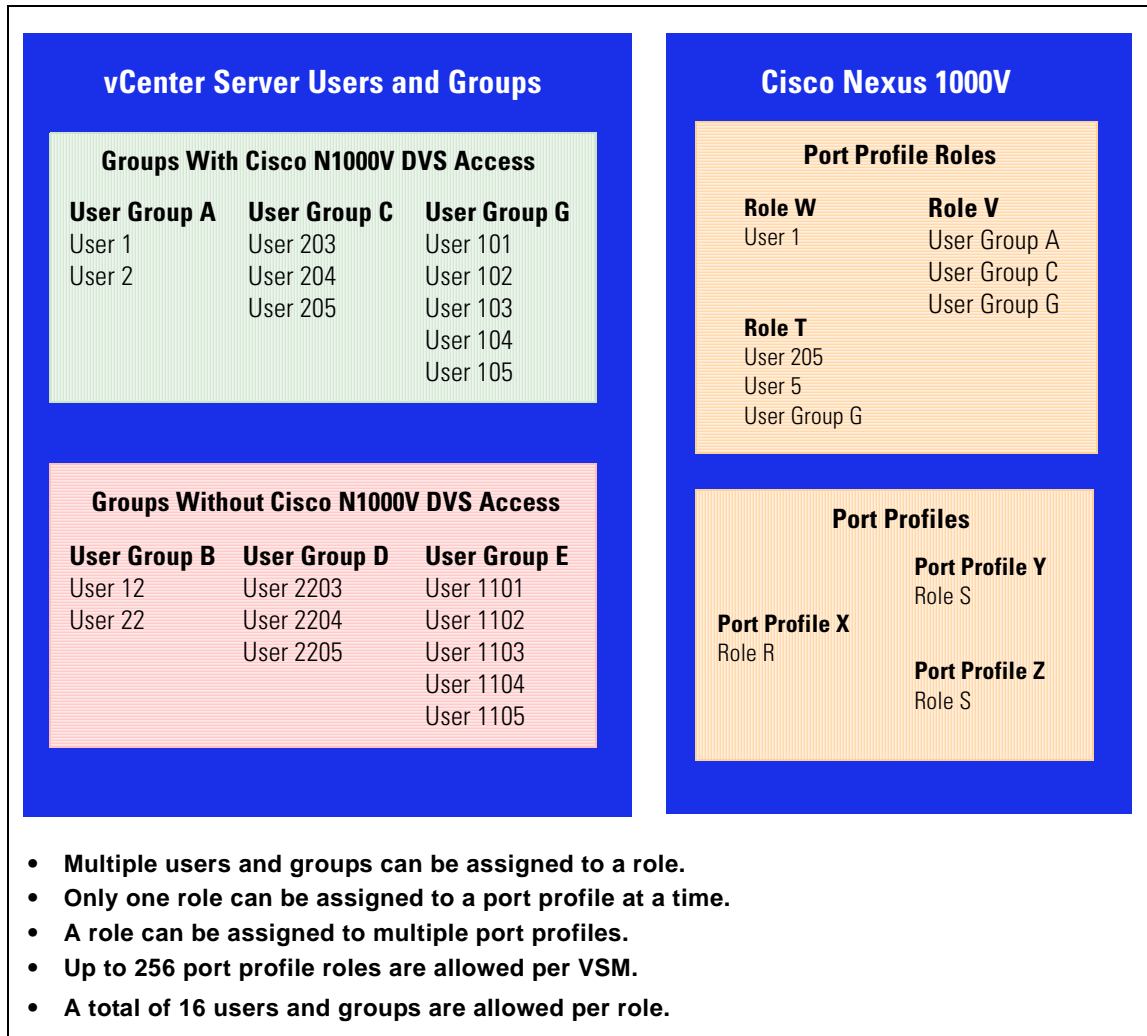 vCenter Server Users and Groups
Groups With Cisco N1000V DVS Access
User Group A
User 1
User 2
User Group C
User 203
User 204
User 205
User Group G
User 101
User 102
User 103
User 104
User 105
Groups Without Cisco N1000V DVS Access
User Group B
User 12
User 22
User Group D
User 2203
User 2204
User 2205
User Group E
User 1101
User 1102
User 1103
User 1104
User 1105
Cisco Nexus 1000V
Port Profile Roles
Role W
User 1
Role V
User Group A
User Group C
User Group G
Role T
User 205
User 5
User Group G
Port Profiles
Port Profile X
Role R
Port Profile Y
Role S
Port Profile Z
Role S
• Multiple users and groups can be assigned to a role.
• Only one role can be assigned to a port profile at a time.
• A role can be assigned to multiple port profiles.
• Up to 256 port profile roles are allowed per VSM.
• A total of 16 users and groups are allowed per role.